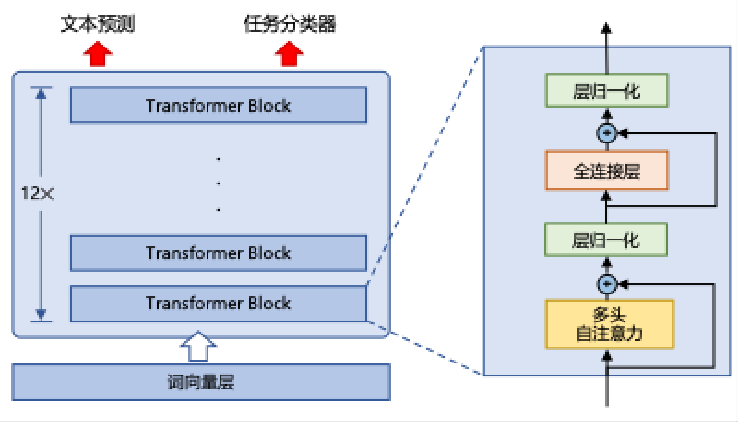 文本预测
任务分类器
Transformer Block
12×
Transformer Block
Transformer Block
词向量层
层归一化
+
全连接层
层归一化
+
多头
自注意力